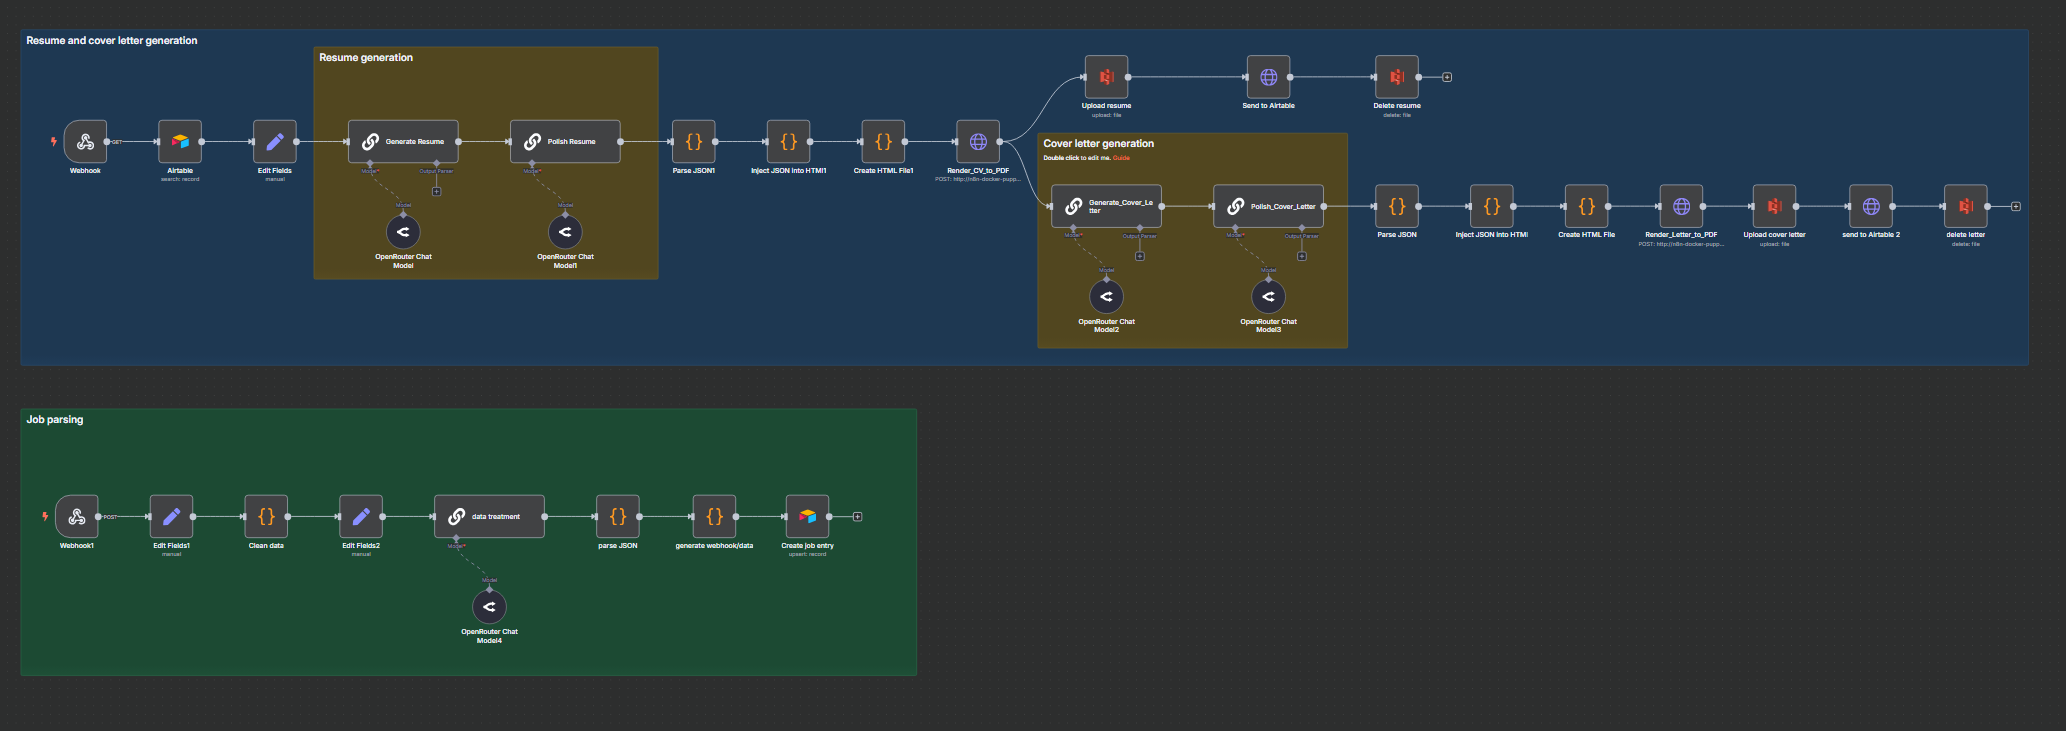 Resume and cover letter generation
Resume generation
Upload resume
upload: file
Send to Airtable
Delete resume
delete: file
GET
Webhook
Airtable
search: record
Edit Fields
manual
Generate Resume
Model*
Output Parser
Polish Resume
Model*
Model
OpenRouter Chat
Model
Model
OpenRouter Chat
Model1
Parse JSON1
Inject JSON into HTMl1
Create HTML File1
Render_CV_to_PDF
POST: http://n8n-docker-pupp...
Cover letter generation
Double click to edit me. Guide
Generate_Cover_Le
tter
Model*
Output Parser
Polish_Cover_Letter
Model*
Output Parser
Model
OpenRouter Chat
Model2
Model
OpenRouter Chat
Model3
Parse JSON
Inject JSON into HTMl
Create HTML File
Render_Letter_to_PDF
POST: http://n8n-docker-pupp...
Upload cover letter
upload: file
send to Airtable 2
delete letter
delete: file
Job parsing
POST
Webhook1
Edit Fields1
manual
Clean data
Edit Fields2
manual
data treatment
Model*
Model
OpenRouter Chat
Model4
parse JSON
generate webhook/data
Create job entry
upsert: record